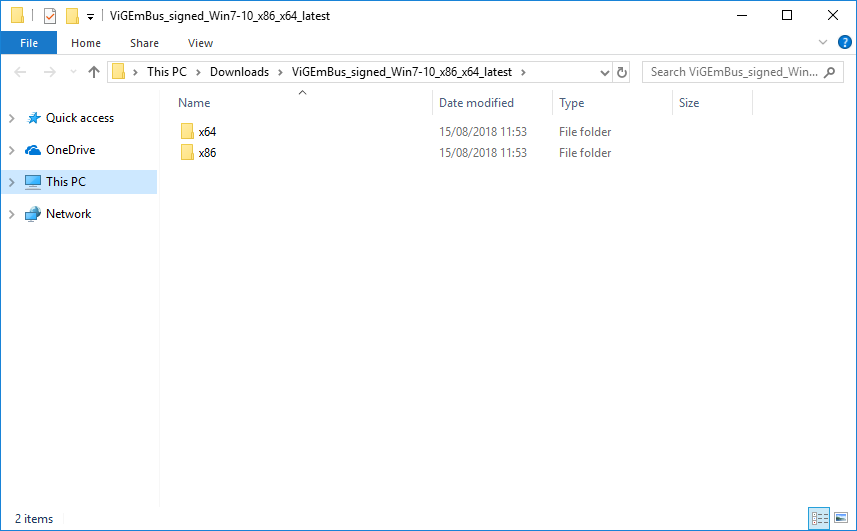 ViGEmBus_signed_Win7-10_x86_x64_latest
File Home Share View
This PC Downloads ViGEmBus_signed_Win7-10_x86_x64_latest Search ViGEmBus_signed_Win...
Name Date modified Type Size
Quick access
OneDrive
This PC
Network
x64 15/08/2018 11:53 File folder
x86 15/08/2018 11:53 File folder
2 items